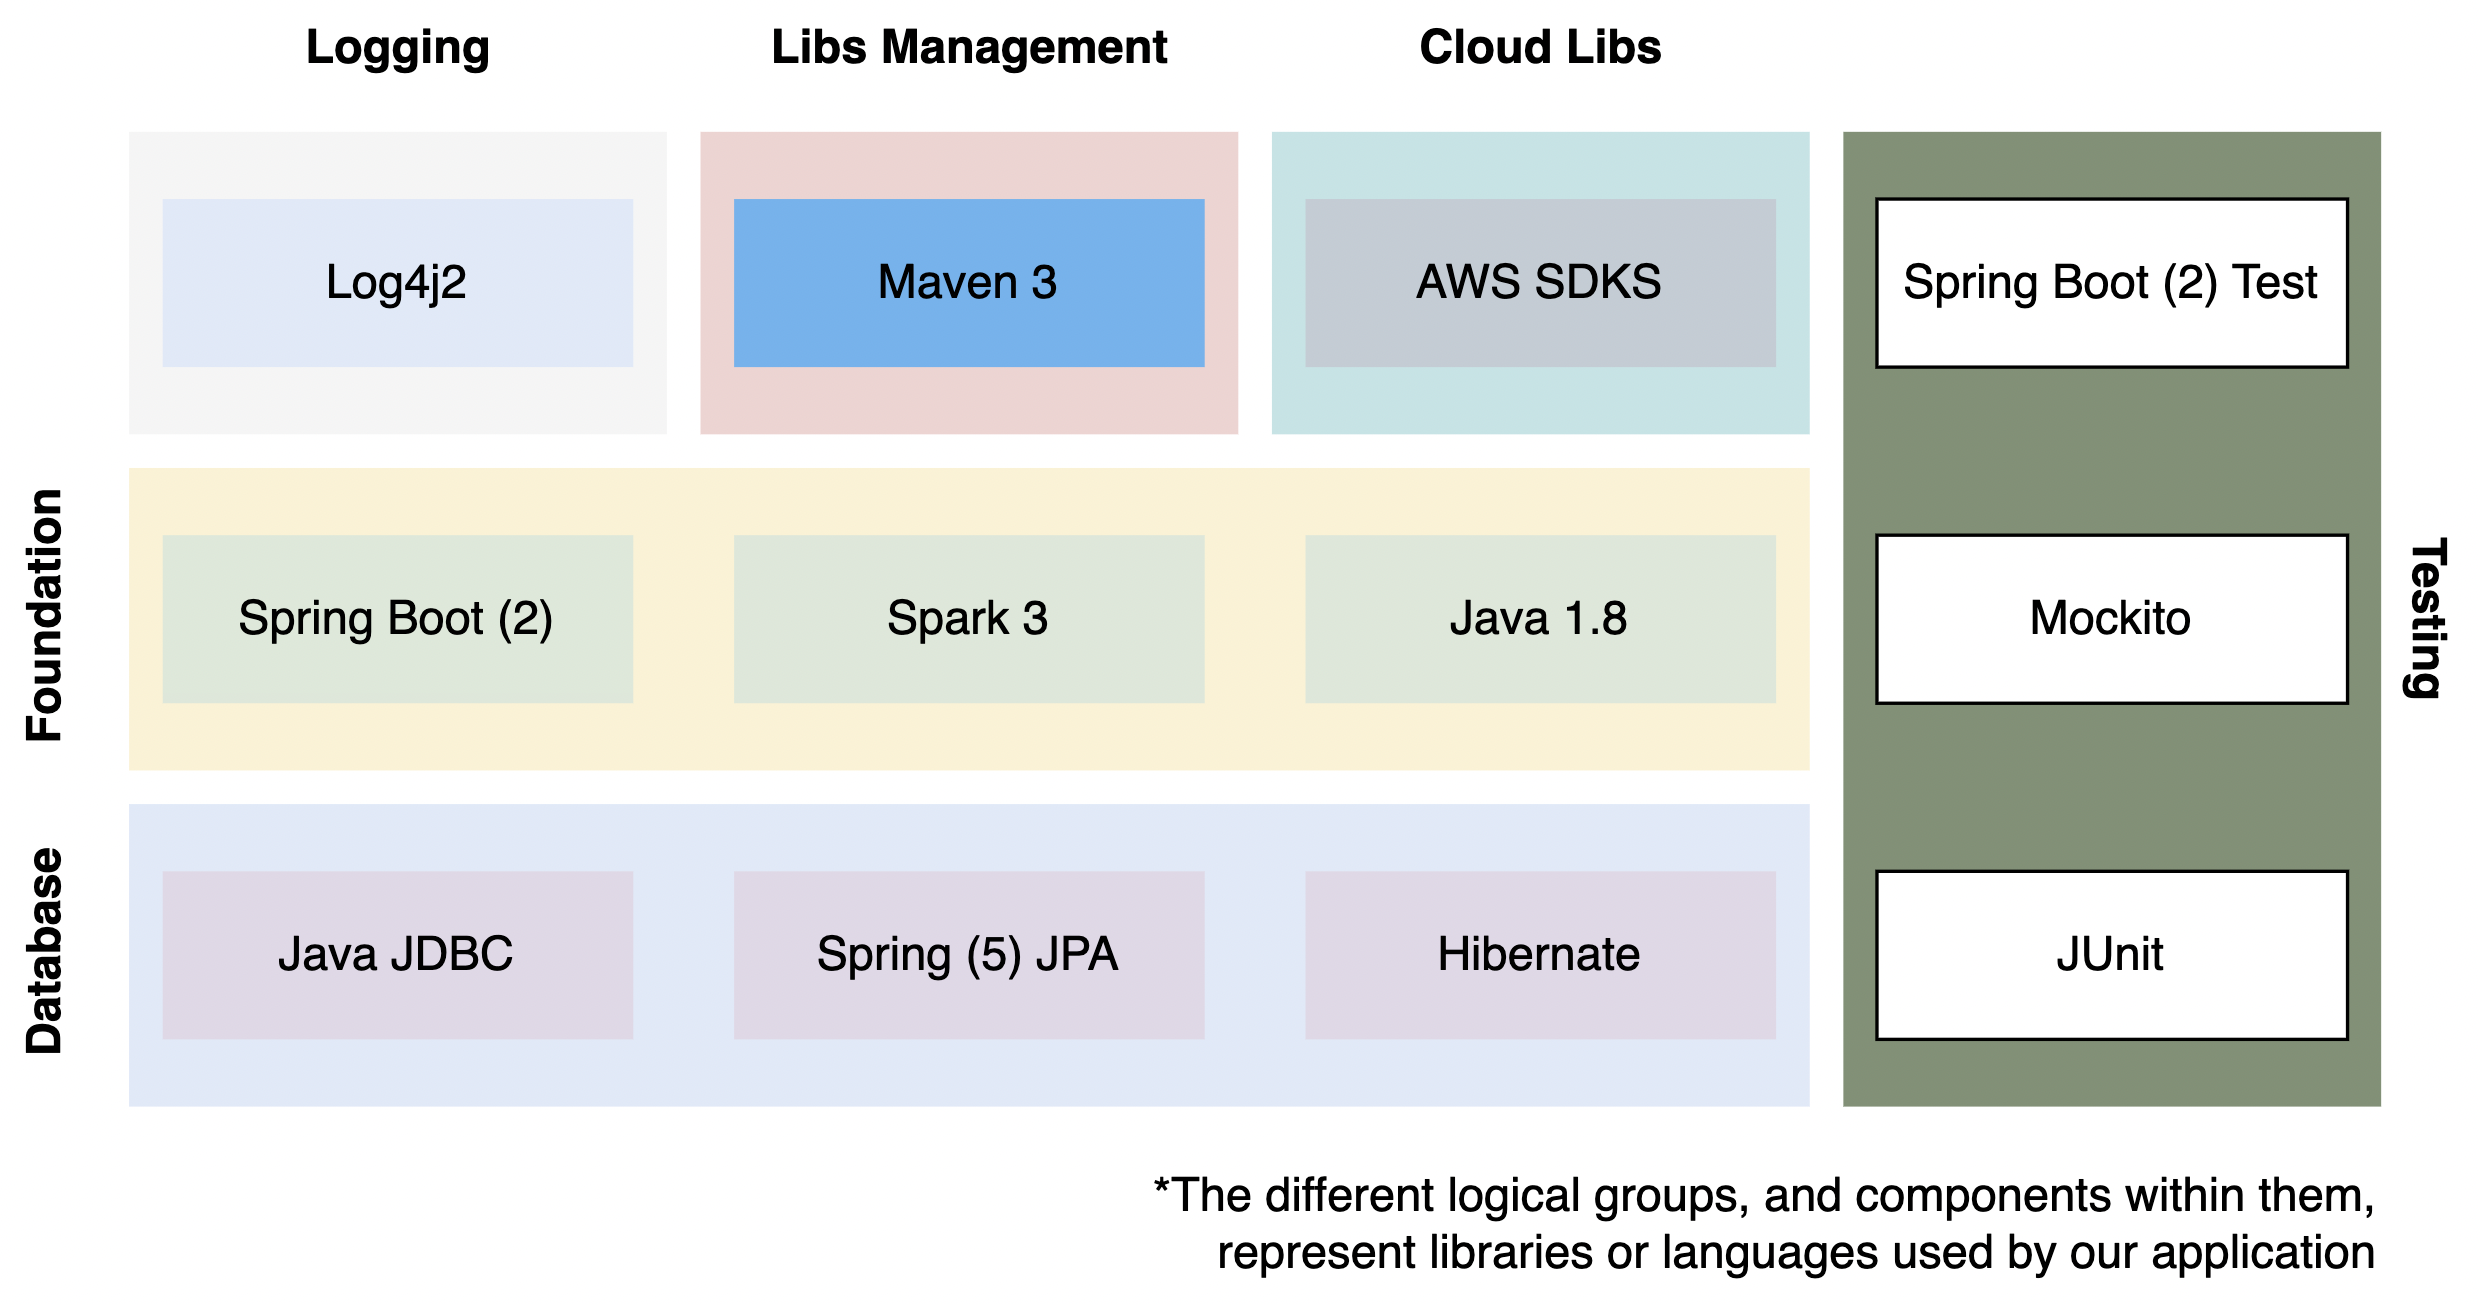 Logging
Libs Management
Cloud Libs
Log4j2
Maven 3
AWS SDKS
Spring Boot (2) Test
Foundation
Spring Boot (2)
Spark 3
Java 1.8
Mockito
Testing
Database
Java JDBC
Spring (5) JPA
Hibernate
JUnit
*The different logical groups, and components within them,
represent libraries or languages used by our application